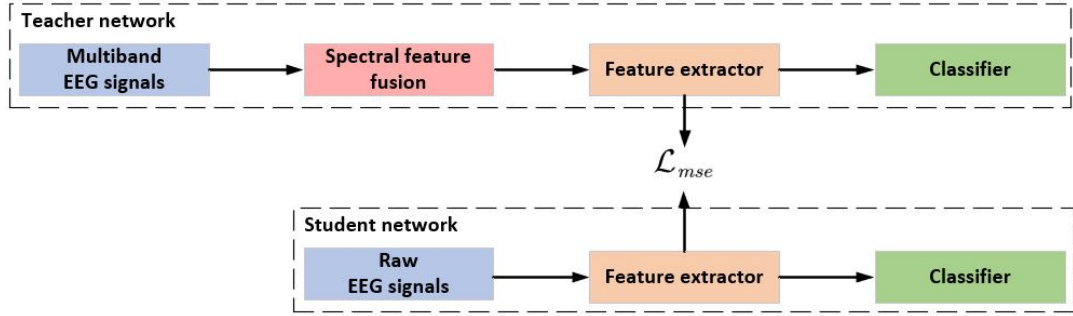 Teacher network
Multiband
EEG signals
Spectral feature
fusion
Feature extractor
Classifier
ℒmse
Student network
Raw
EEG signals
Feature extractor
Classifier